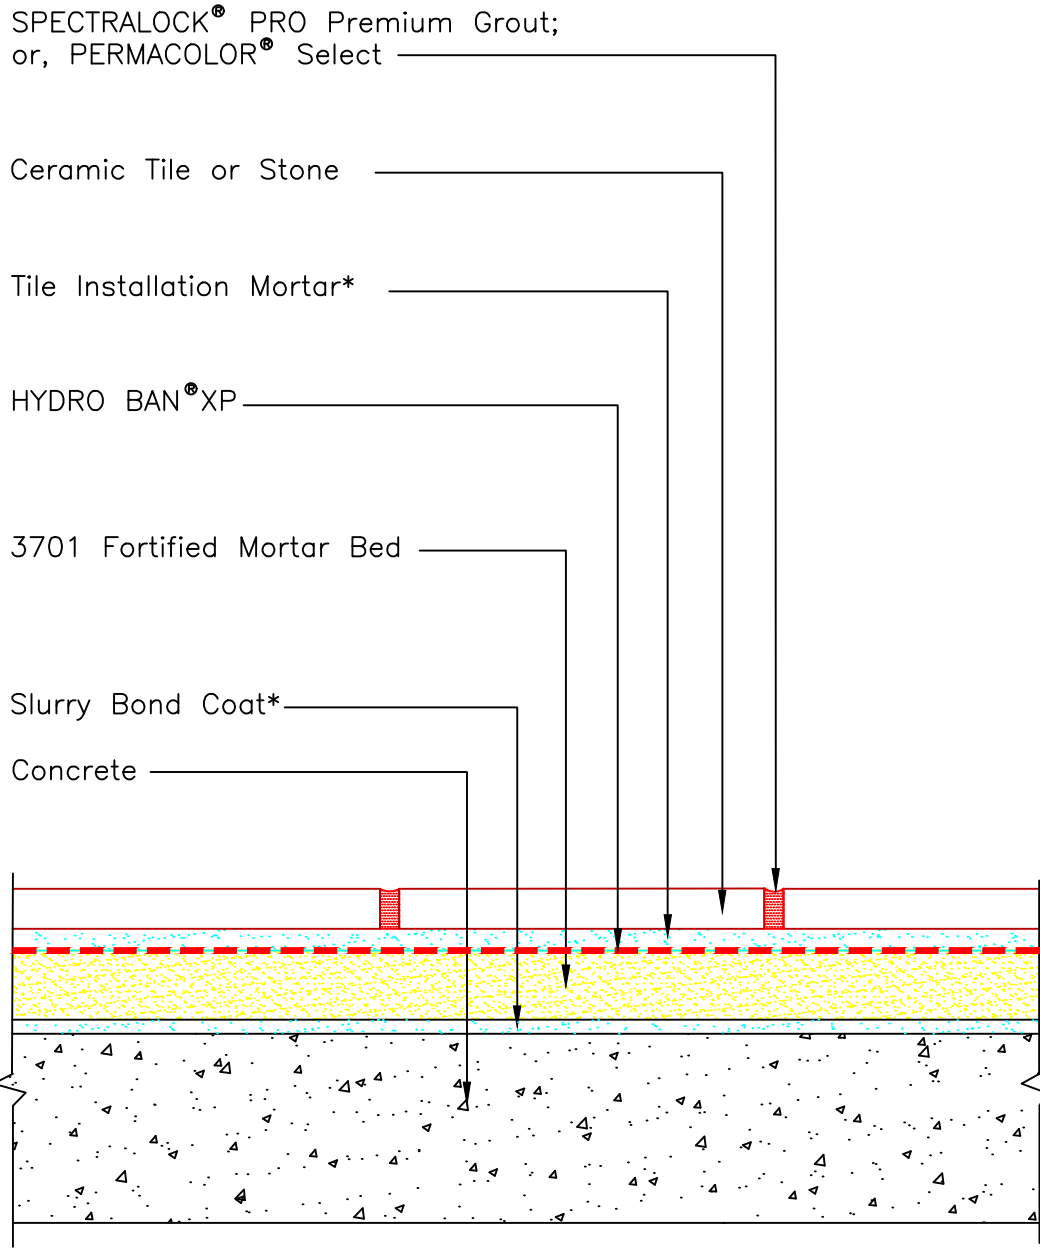 SPECTRALOCK® PRO Premium Grout;
or, PERMACOLOR® Select
Ceramic Tile or Stone
Tile Installation Mortar*
HYDRO BAN® XP
3701 Fortified Mortar Bed
Slurry Bond Coat*
Concrete